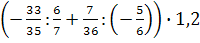 (-33/35 : 6/7 + 7/36 : (-5/6)) · 1,2